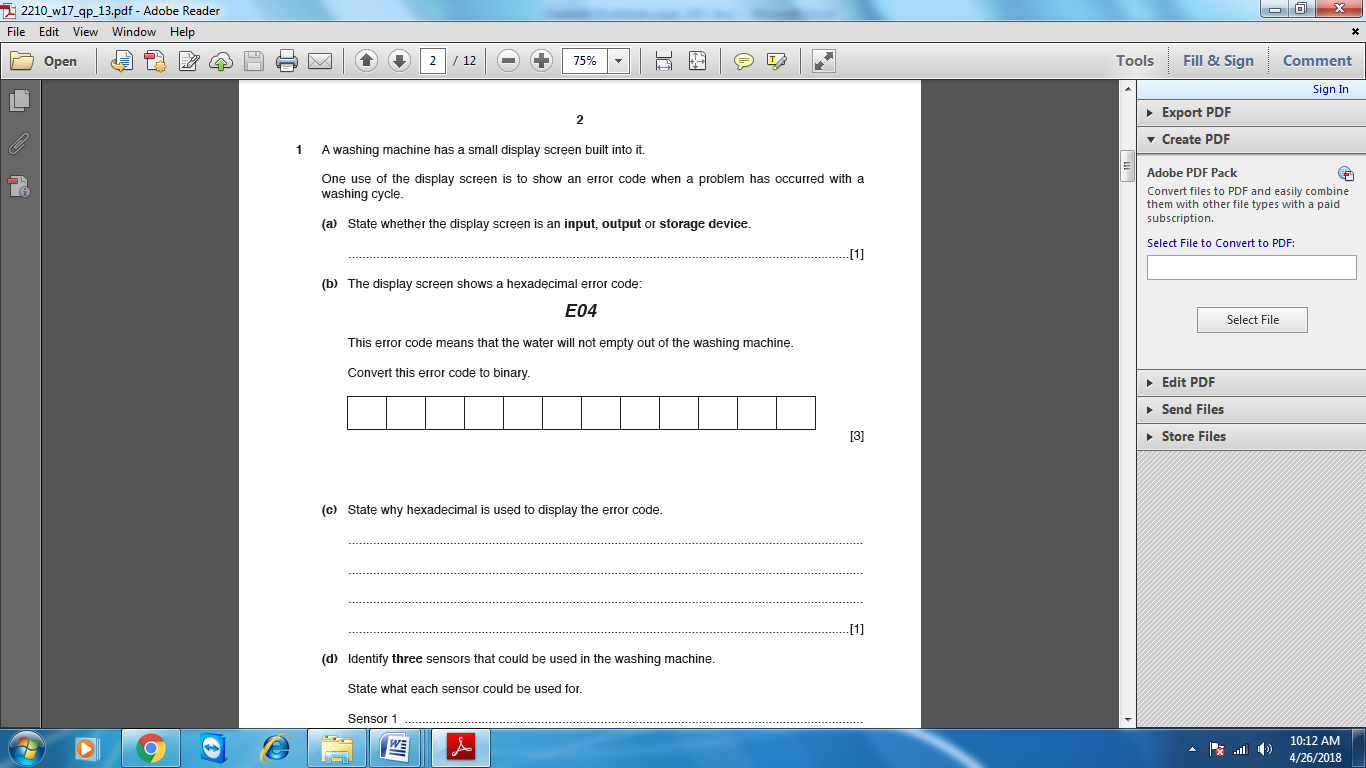 2210_w17_qp_13.pdf - Adobe Reader
File Edit View Window Help
Open 2 / 12 75% Tools Fill & Sign Comment
Sign In
Export PDF
Create PDF
Adobe PDF Pack
Convert files to PDF and easily combine
them with other file types with a paid
subscription.
Select File to Convert to PDF:
Select File
Edit PDF
Send Files
Store Files
2
1 A washing machine has a small display screen built into it.
One use of the display screen is to show an error code when a problem has occurred with a
washing cycle.
(a) State whether the display screen is an input, output or storage device.
[1]
(b) The display screen shows a hexadecimal error code:
E04
This error code means that the water will not empty out of the washing machine.
Convert this error code to binary.
[3]
(c) State why hexadecimal is used to display the error code.
[1]
(d) Identify three sensors that could be used in the washing machine.
State what each sensor could be used for.
Sensor 1
10:12 AM
4/26/2018